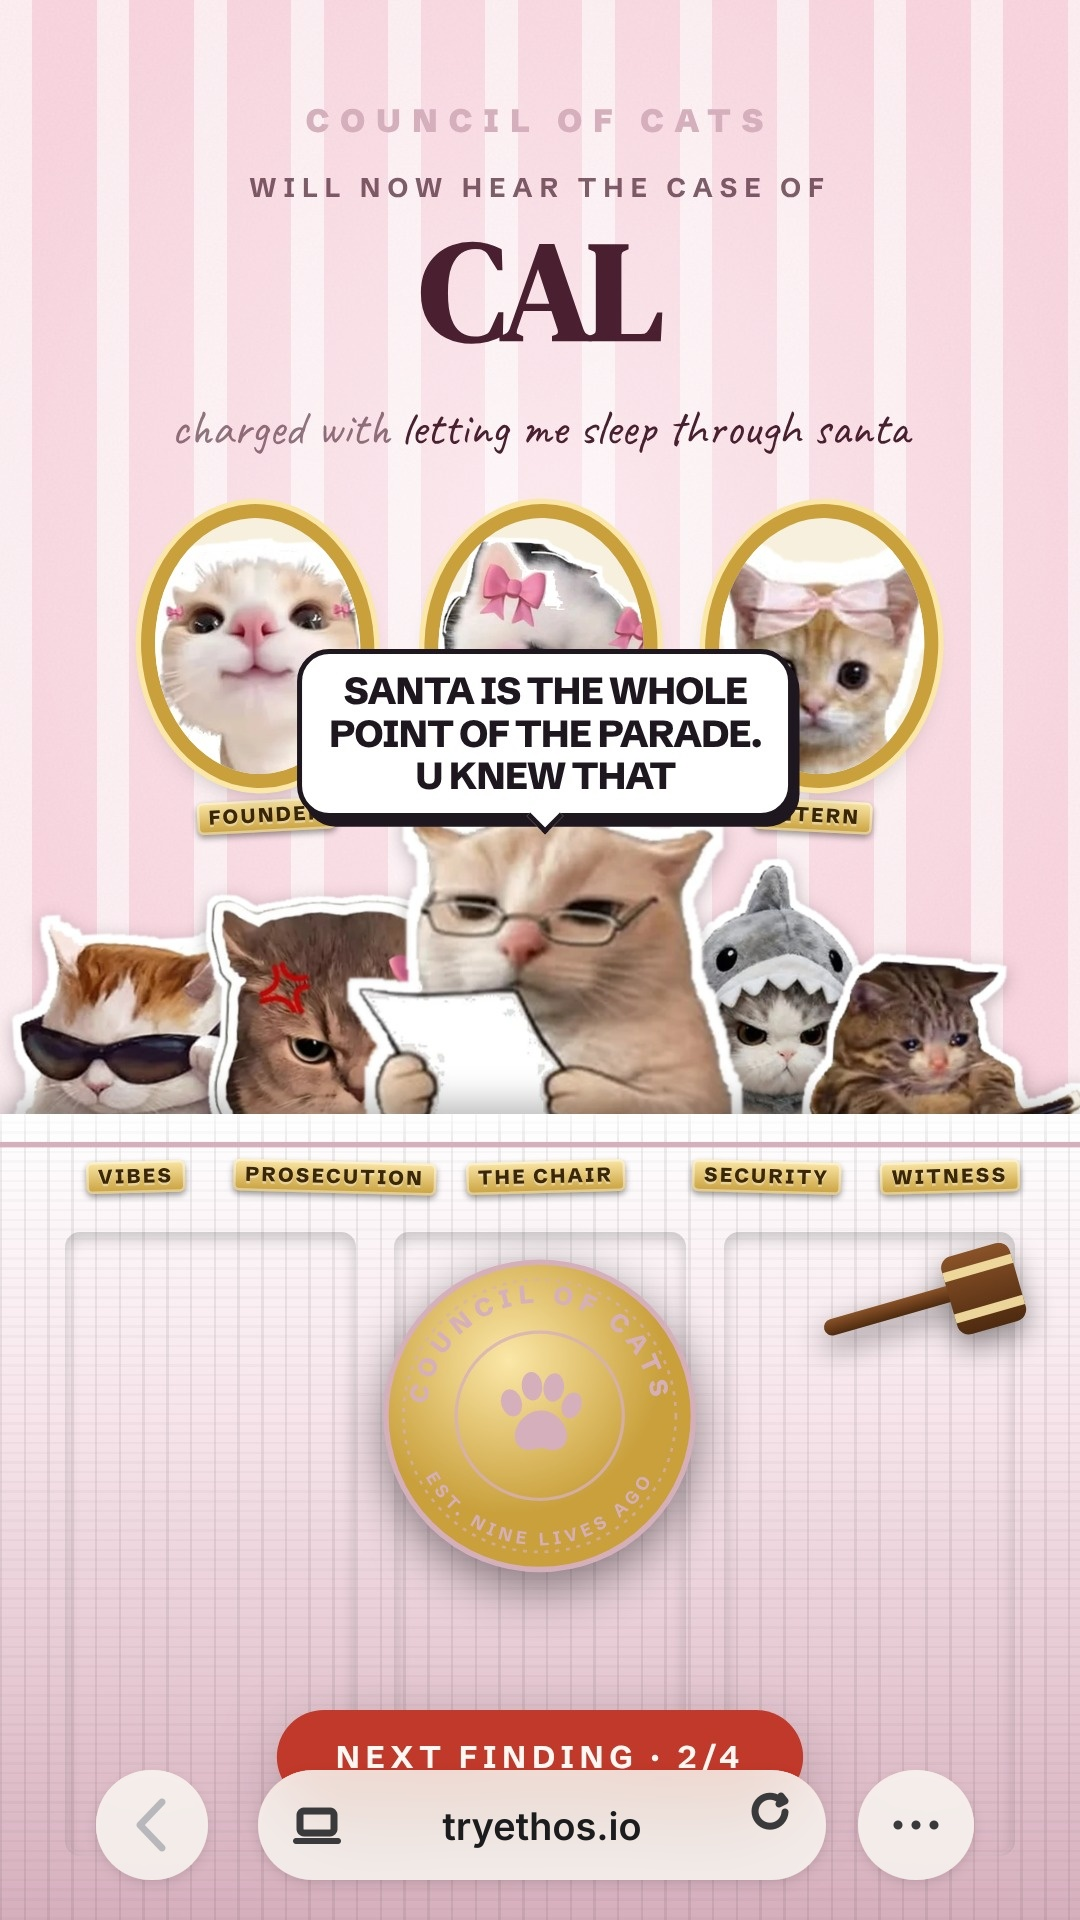 COUNCIL OF CATS
WILL NOW HEAR THE CASE OF
CAL
charged with letting me sleep through santa
SANTA IS THE WHOLE
POINT OF THE PARADE.
U KNEW THAT
VIBES
PROSECUTION
THE CHAIR
SECURITY
WITNESS
COUNCIL OF CATS
EST. NINE LIVES AGO
NEXT FINDING · 2/4
tryethos.io